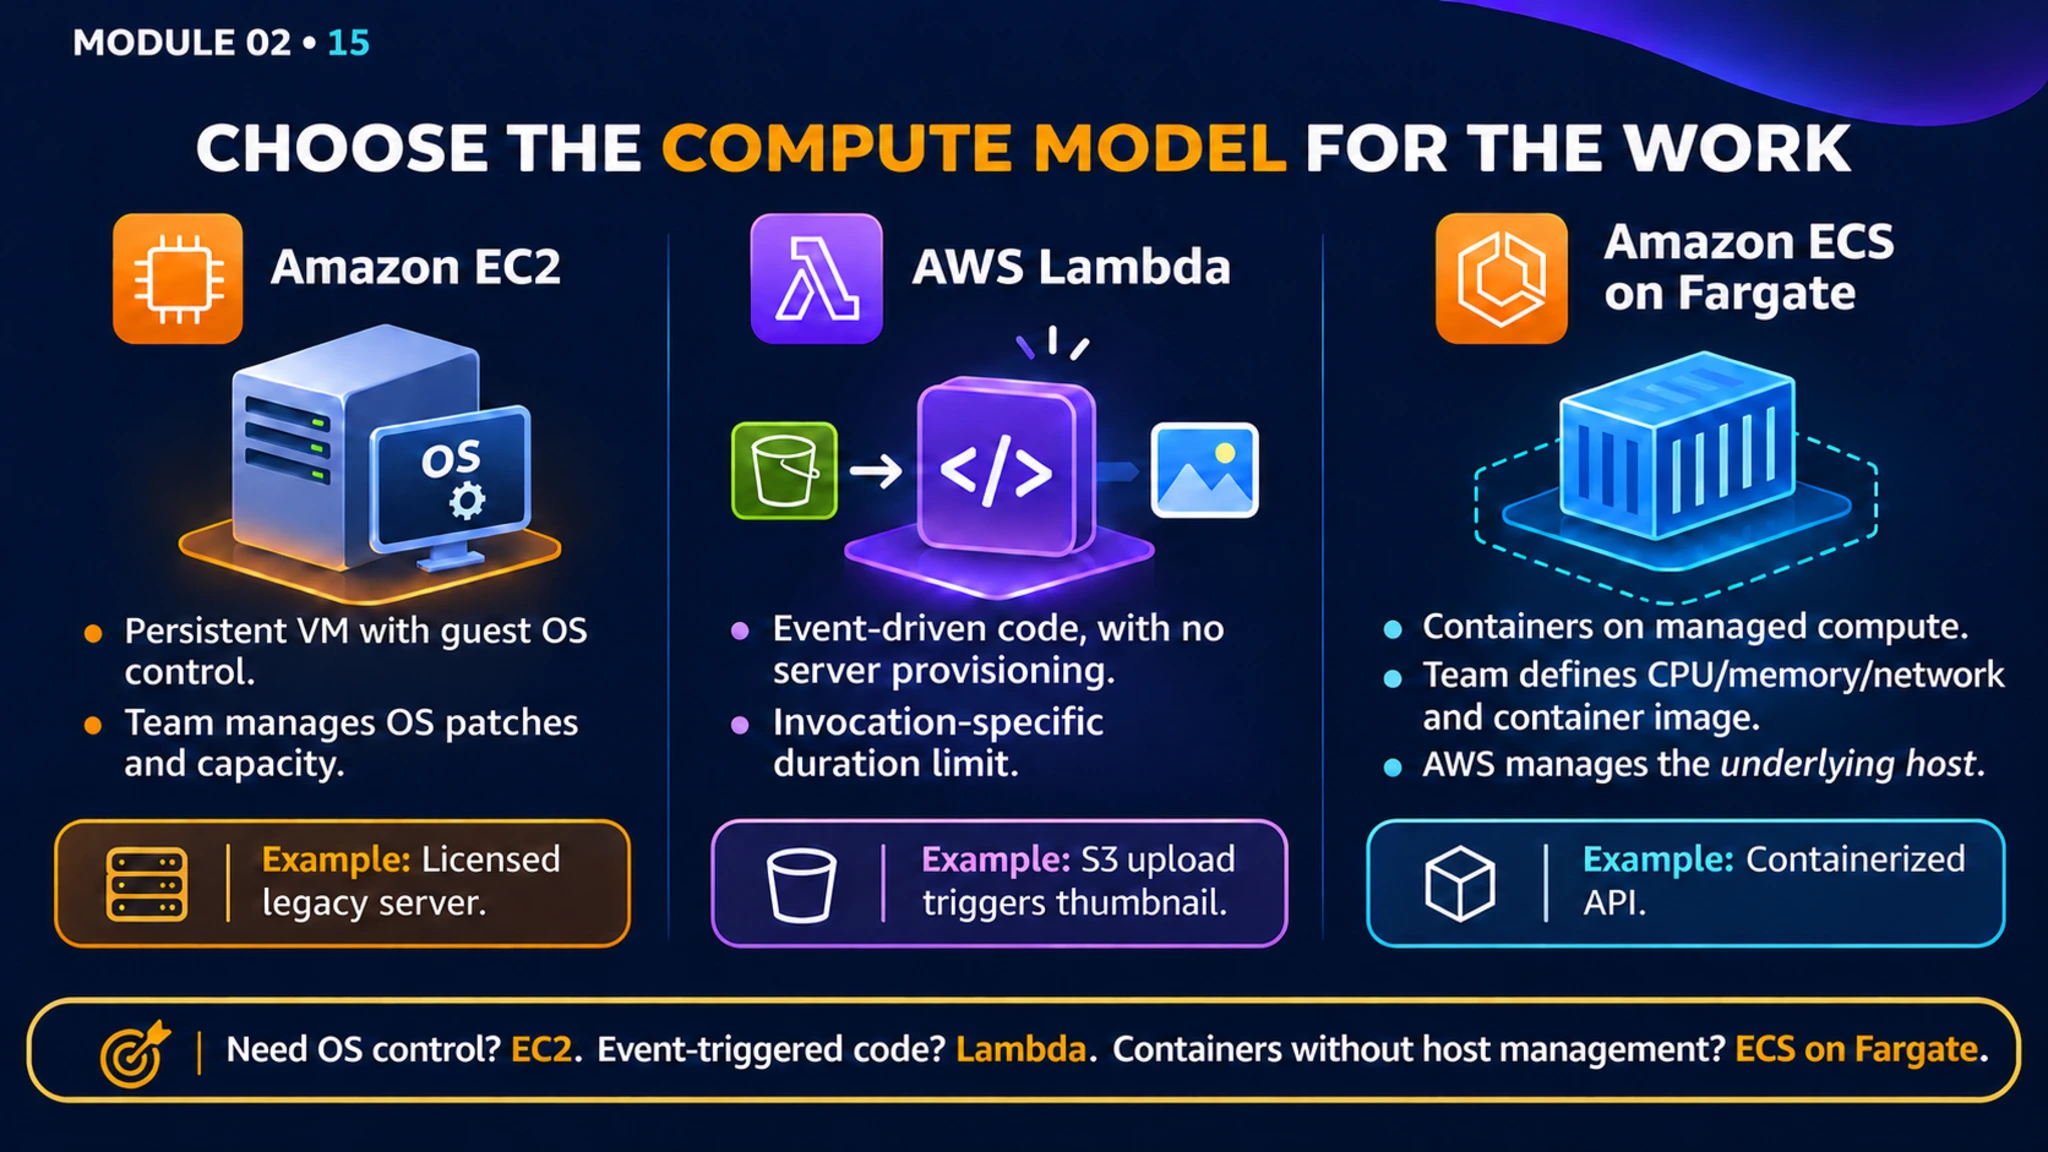 MODULE 02 • 15
CHOOSE THE COMPUTE MODEL FOR THE WORK
Amazon EC2
OS
• Persistent VM with guest OS
control.
• Team manages OS patches
and capacity.
Example: Licensed
legacy server.
AWS Lambda
</>
• Event-driven code, with no
server provisioning.
• Invocation-specific
duration limit.
Example: S3 upload
triggers thumbnail.
Amazon ECS
on Fargate
• Containers on managed compute.
• Team defines CPU/memory/network
and container image.
• AWS manages the underlying host.
Example: Containerized
API.
Need OS control? EC2. Event-triggered code? Lambda. Containers without host management? ECS on Fargate.